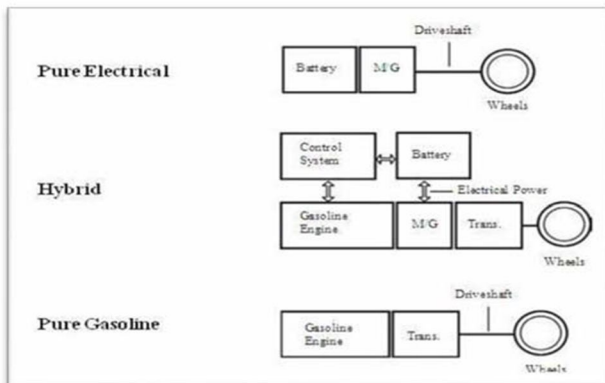 Driveshaft
Pure Electrical
Battery
M/G
Wheels
Control
System
Battery
Hybrid
Electrical Power
Gasoline
Engine
M/G
Trans.
Wheels
Driveshaft
Pure Gasoline
Gasoline
Engine
Trans.
Wheels